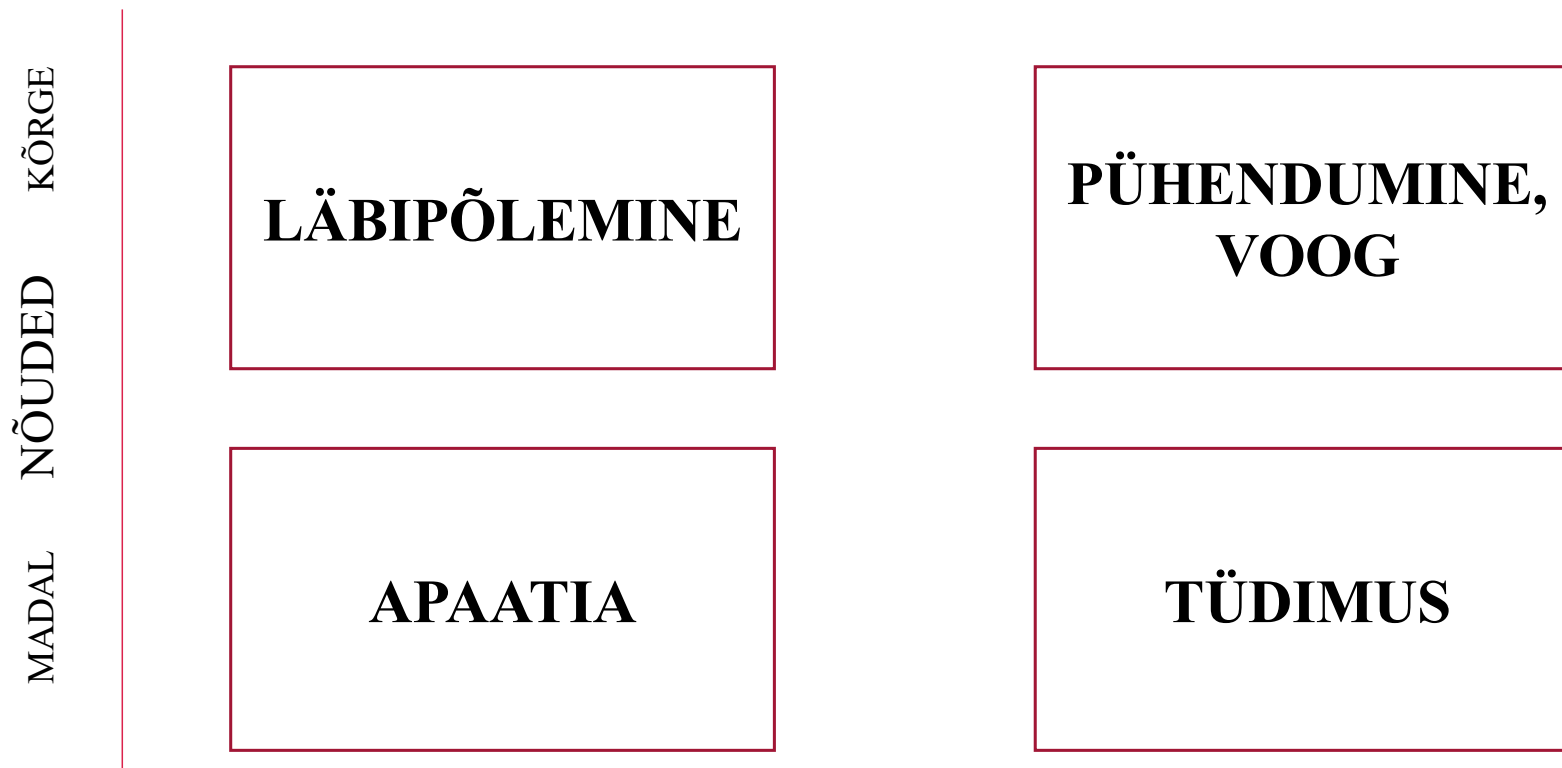 KÕRGE
NÕUDED
MADAL
LÄBIPÕLEMINE
PÜHENDUMINE,
VOOG
APAATIA
TÜDIMUS